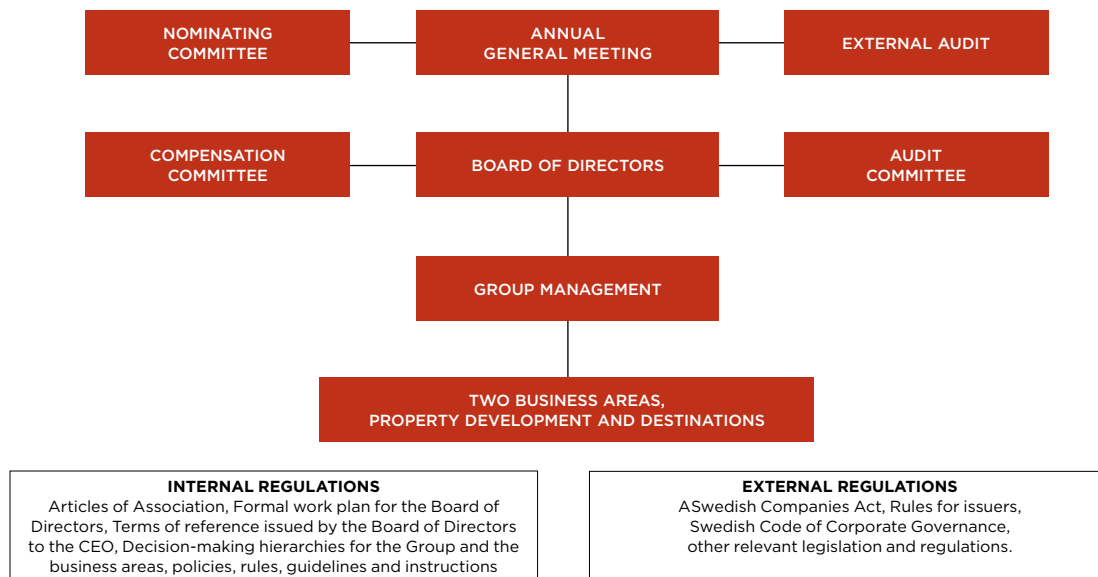 NOMINATING
COMMITTEE
ANNUAL
GENERAL MEETING
EXTERNAL AUDIT
COMPENSATION
COMMITTEE
BOARD OF DIRECTORS
AUDIT
COMMITTEE
GROUP MANAGEMENT
TWO BUSINESS AREAS,
PROPERTY DEVELOPMENT AND DESTINATIONS
INTERNAL REGULATIONS
Articles of Association, Formal work plan for the Board of
Directors, Terms of reference issued by the Board of Directors
to the CEO, Decision-making hierarchies for the Group and the
business areas, policies, rules, guidelines and instructions
EXTERNAL REGULATIONS
ASwedish Companies Act, Rules for issuers,
Swedish Code of Corporate Governance,
other relevant legislation and regulations.